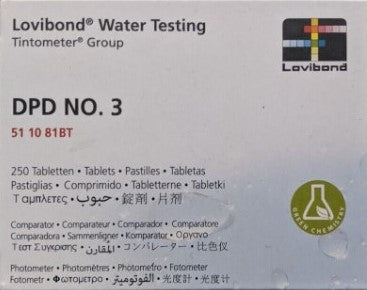 Lovibond® Water Testing
Tintometer® Group
Lovibond
DPD NO. 3
51 10 81BT
250 Tabletten • Tablets • Pastilles • Tabletas
Pastiglias • Comprimido • Tabletterne • Tabletki
Ταμπλετες • حبوب • 錠剤 • 片剂
GREEN CHEMISTRY
Comparator • Comparateur • Comparador • Comparatore
Comparadora • Sammenligner • Komparator • Οργανο
Τεστ Συγκρισης • المقارن • コンパレーター • 比色仪
Photometer • Photomètres • Photometro • Fotometer
Fotometr • Φωτομετρο • الفوتوميتر • 光度計 • 光度计